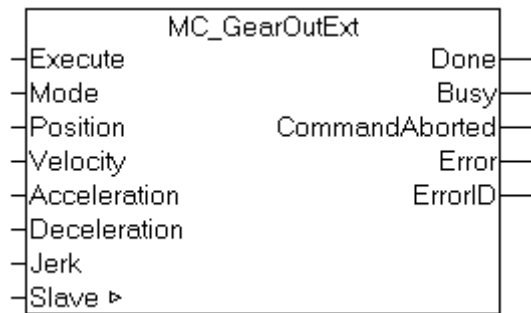 MC_GearOutExt
Execute Done
Mode Busy
Position CommandAborted
Velocity Error
Acceleration ErrorID
Deceleration
Jerk
Slave ▹